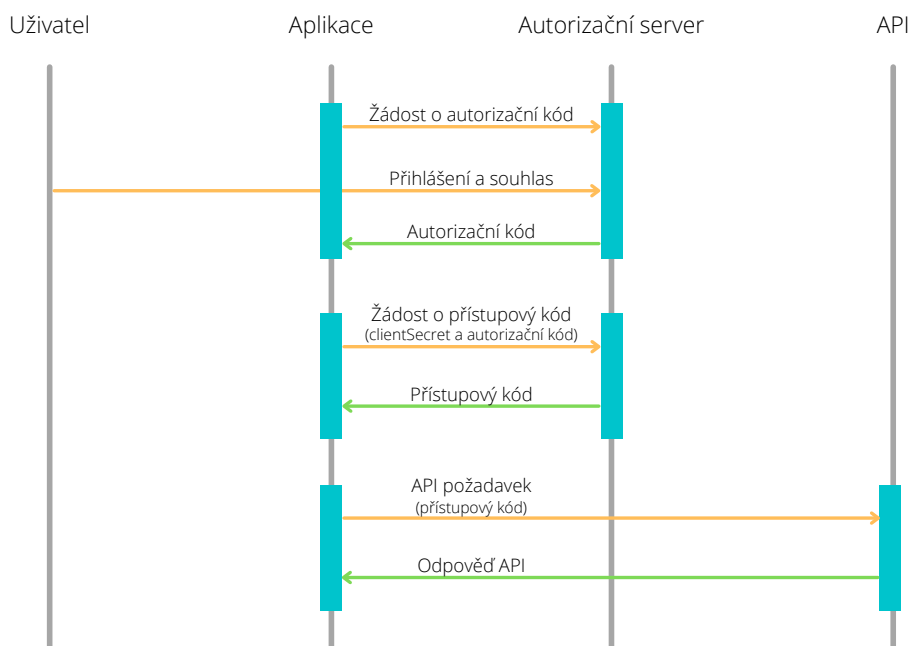 Uživatel
Aplikace
Autorizační server
API
Žádost o autorizační kód
Přihlášení a souhlas
Autorizační kód
Žádost o přístupový kód
(clientSecret a autorizační kód)
Přístupový kód
API požadavek
(přístupový kód)
Odpověď API